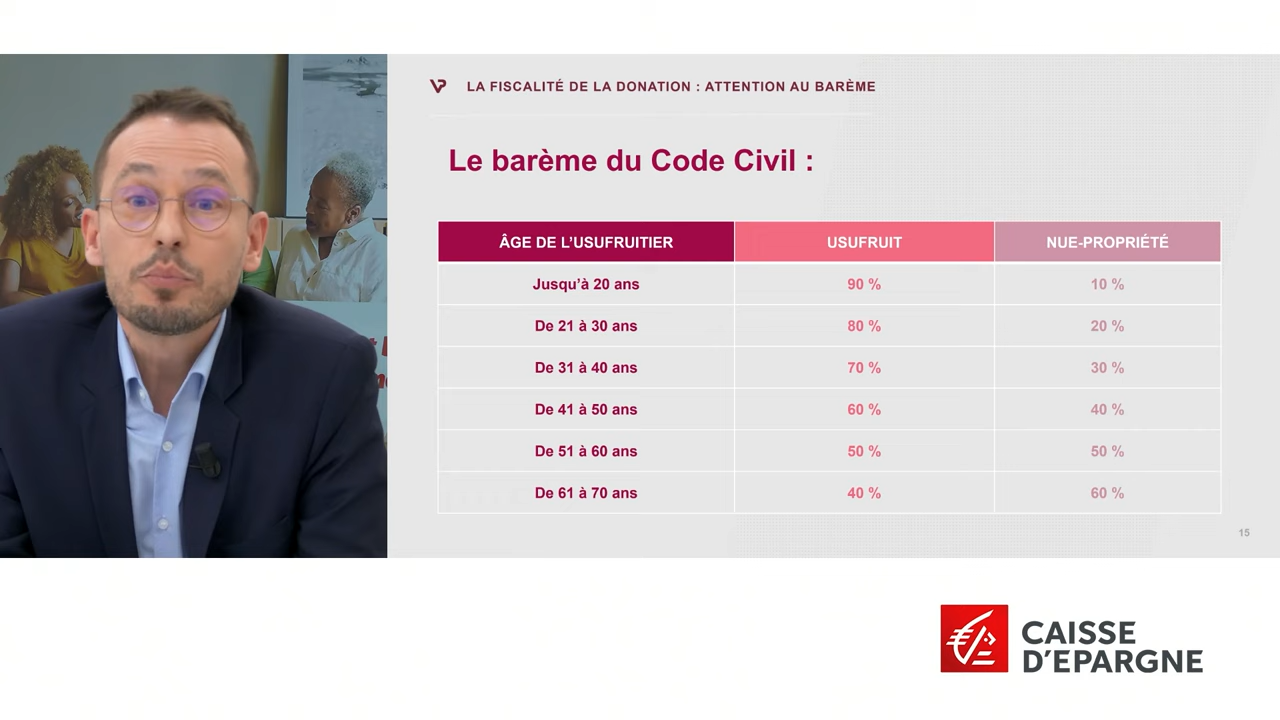 LA FISCALITÉ DE LA DONATION : ATTENTION AU BARÈME
Le barème du Code Civil :
ÂGE DE L'USUFRUITIER USUFRUIT NUE-PROPRIÉTÉ
Jusqu'à 20 ans 90 % 10 %
De 21 à 30 ans 80 % 20 %
De 31 à 40 ans 70 % 30 %
De 41 à 50 ans 60 % 40 %
De 51 à 60 ans 50 % 50 %
De 61 à 70 ans 40 % 60 %
15
CAISSE
D'EPARGNE